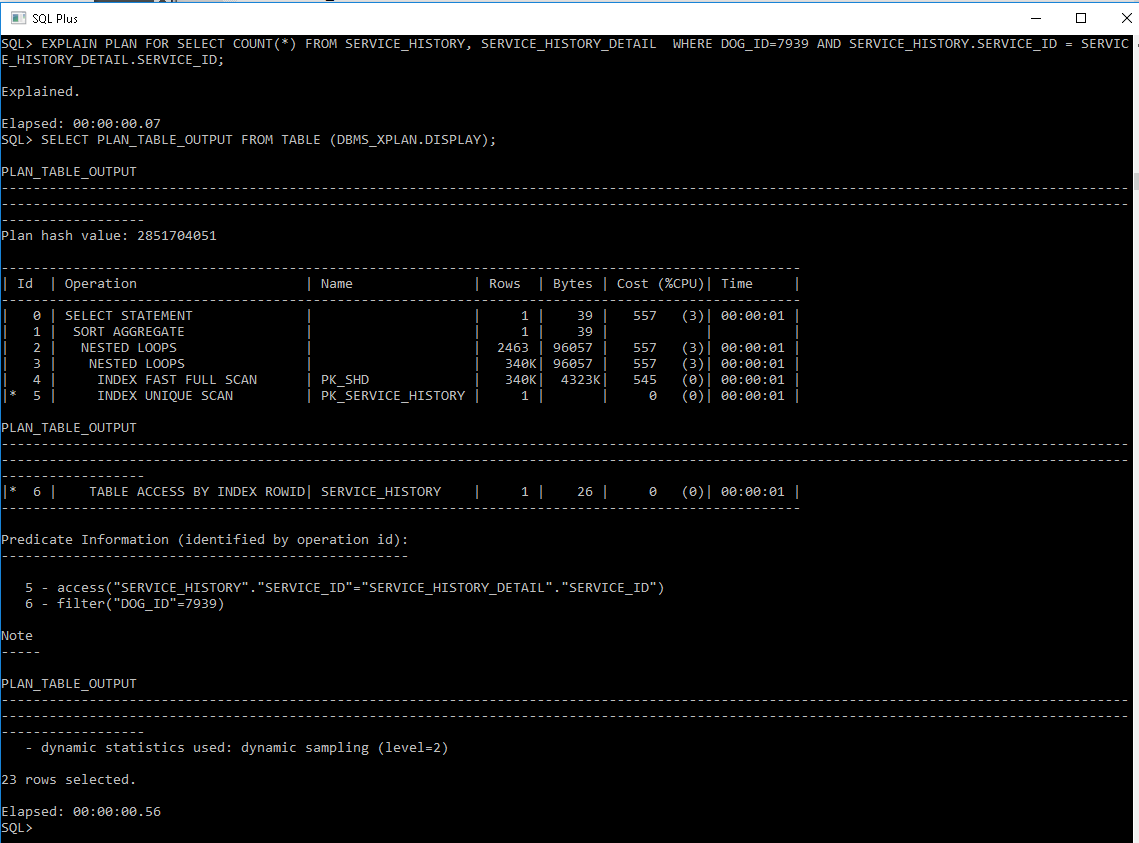 SQL Plus
SQL> EXPLAIN PLAN FOR SELECT COUNT(*) FROM SERVICE_HISTORY, SERVICE_HISTORY_DETAIL  WHERE DOG_ID=7939 AND SERVICE_HISTORY.SERVICE_ID = SERVIC
E_HISTORY_DETAIL.SERVICE_ID;
Explained.
Elapsed: 00:00:00.07
SQL> SELECT PLAN_TABLE_OUTPUT FROM TABLE (DBMS_XPLAN.DISPLAY);
PLAN_TABLE_OUTPUT
---------------------------------------------------------------------------------------------------------------------------------------------
---------------------------------------------------------------------------------------------------------------------------------------------
------------------
Plan hash value: 2851704051
----------------------------------------------------------------------------------------------------
| Id  | Operation                     | Name               | Rows  | Bytes | Cost (%CPU)| Time     |
----------------------------------------------------------------------------------------------------
|   0 | SELECT STATEMENT              |                    |     1 |    39 |   557   (3)| 00:00:01 |
|   1 |  SORT AGGREGATE               |                    |     1 |    39 |            |          |
|   2 |   NESTED LOOPS                |                    |  2463 | 96057 |   557   (3)| 00:00:01 |
|   3 |    NESTED LOOPS               |                    |   340K| 96057 |   557   (3)| 00:00:01 |
|   4 |     INDEX FAST FULL SCAN      | PK_SHD             |   340K|  4323K|   545   (0)| 00:00:01 |
|*  5 |     INDEX UNIQUE SCAN         | PK_SERVICE_HISTORY |     1 |       |     0   (0)| 00:00:01 |
PLAN_TABLE_OUTPUT
---------------------------------------------------------------------------------------------------------------------------------------------
---------------------------------------------------------------------------------------------------------------------------------------------
------------------
|*  6 |    TABLE ACCESS BY INDEX ROWID| SERVICE_HISTORY    |     1 |    26 |     0   (0)| 00:00:01 |
----------------------------------------------------------------------------------------------------
Predicate Information (identified by operation id):
---------------------------------------------------
   5 - access("SERVICE_HISTORY"."SERVICE_ID"="SERVICE_HISTORY_DETAIL"."SERVICE_ID")
   6 - filter("DOG_ID"=7939)
Note
-----
PLAN_TABLE_OUTPUT
---------------------------------------------------------------------------------------------------------------------------------------------
---------------------------------------------------------------------------------------------------------------------------------------------
------------------
   - dynamic statistics used: dynamic sampling (level=2)
23 rows selected.
Elapsed: 00:00:00.56
SQL>